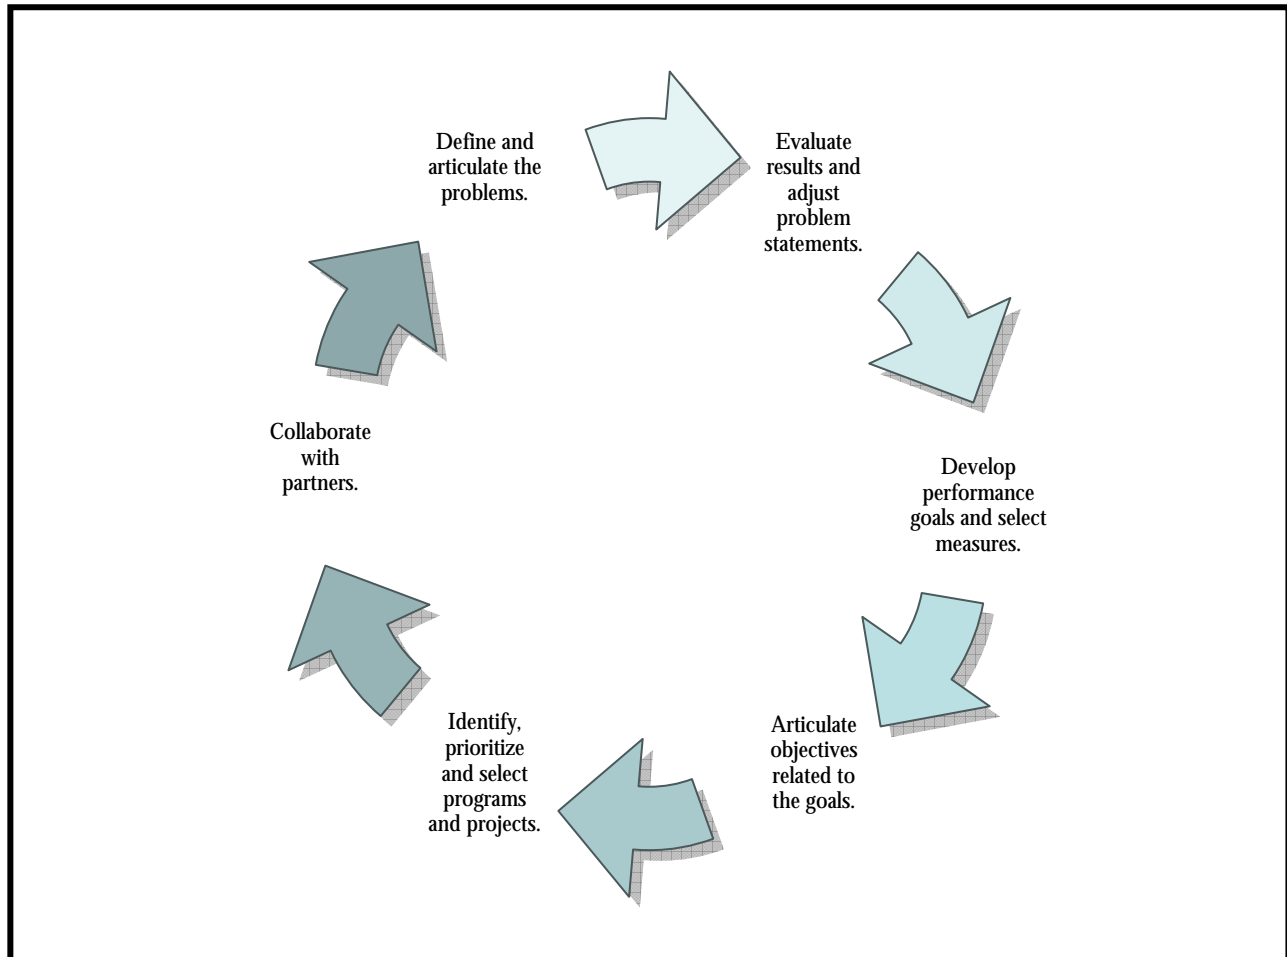 Define and
articulate the
problems.
Evaluate
results and
adjust
problem
statements.
Develop
performance
goals and select
measures.
Articulate
objectives
related to
the goals.
Identify,
prioritize
and select
programs
and projects.
Collaborate
with
partners.